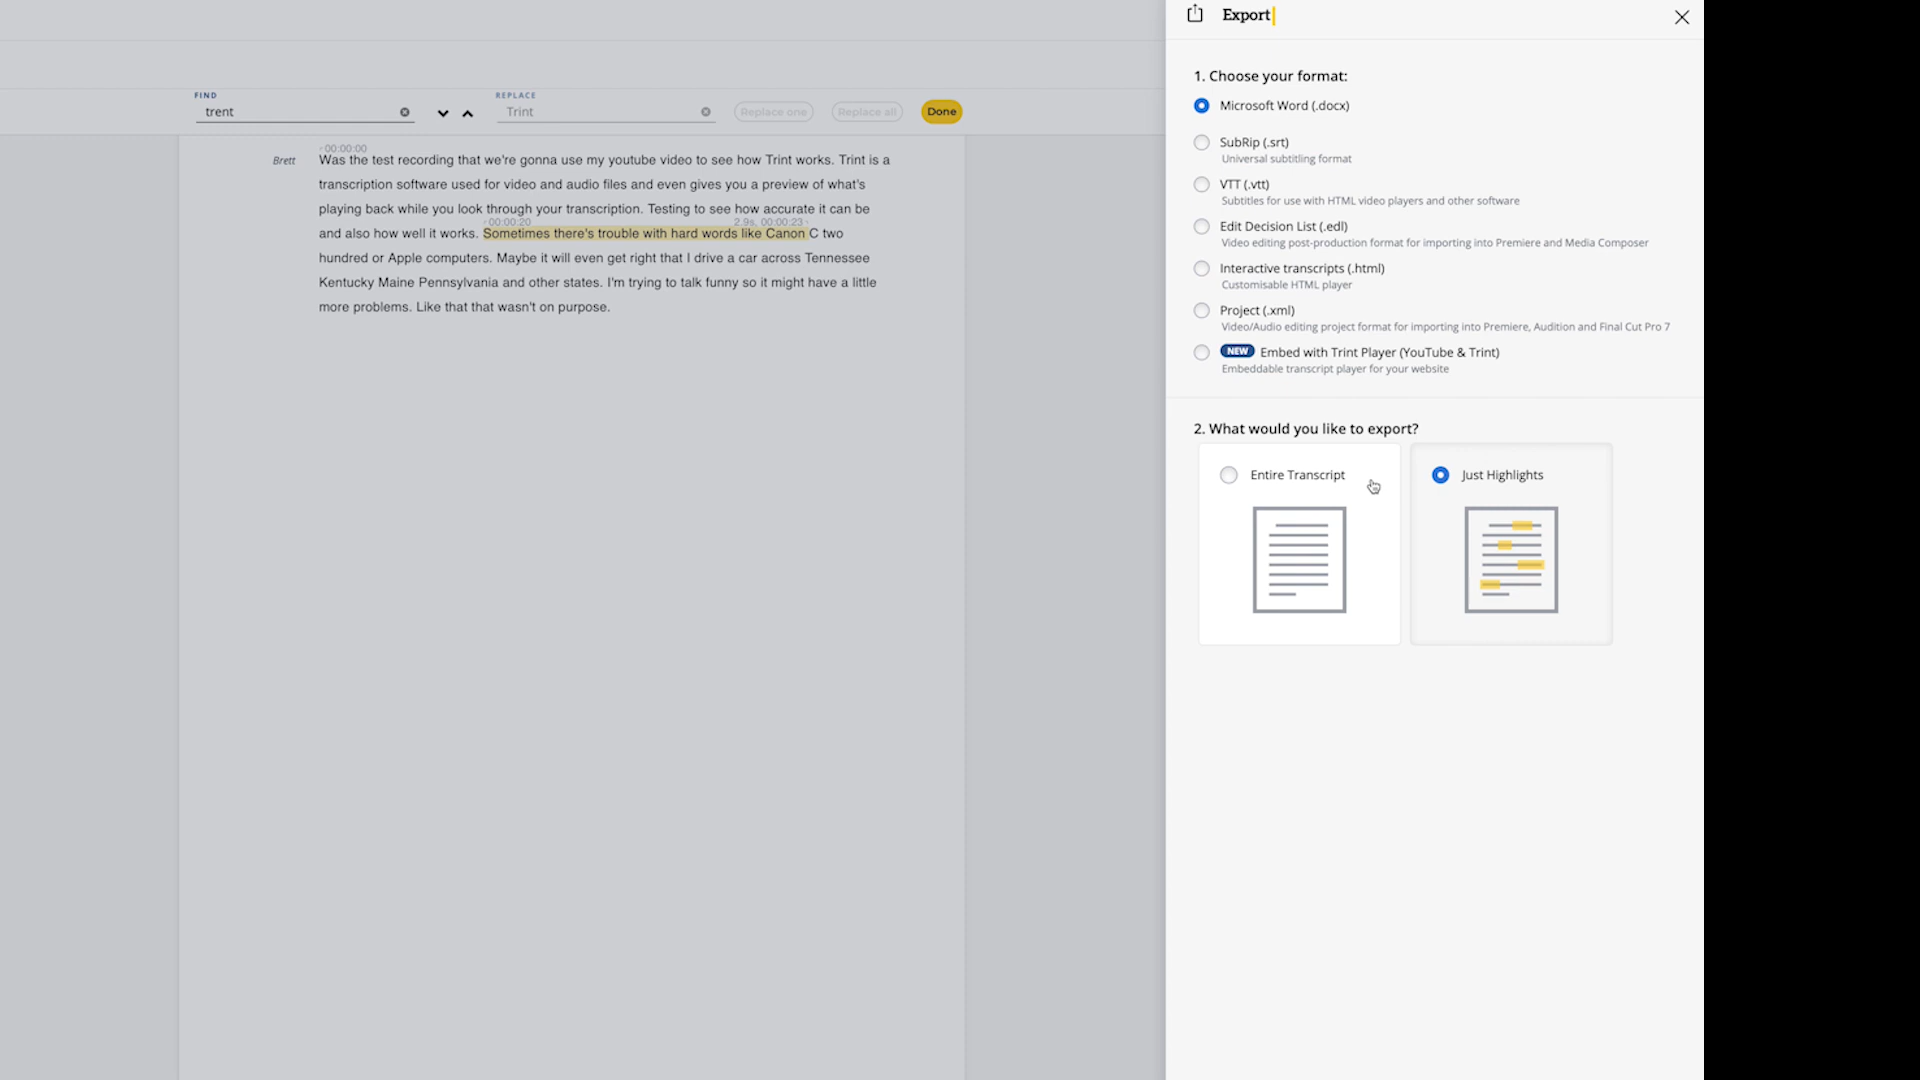 Export
1. Choose your format:
Microsoft Word (.docx)
SubRip (.srt)
Universal subtitling format
VTT (.vtt)
Subtitles for use with HTML video players and other software
Edit Decision List (.edl)
Video editing post-production format for importing into Premiere and Media Composer
Interactive transcripts (.html)
Customisable HTML player
Project (.xml)
Video/Audio editing project format for importing into Premiere, Audition and Final Cut Pro 7
NEW Embed with Trint Player (YouTube & Trint)
Embeddable transcript player for your website
2. What would you like to export?
Entire Transcript
Just Highlights
FIND
trent
REPLACE
Trint
Replace one
Replace all
Done
00:00:00
Brett
Was the test recording that we're gonna use my youtube video to see how Trint works. Trint is a
transcription software used for video and audio files and even gives you a preview of what's
playing back while you look through your transcription. Testing to see how accurate it can be
00:00:20 2.9s, 00:00:23
and also how well it works. Sometimes there's trouble with hard words like Canon C two
hundred or Apple computers. Maybe it will even get right that I drive a car across Tennessee
Kentucky Maine Pennsylvania and other states. I'm trying to talk funny so it might have a little
more problems. Like that that wasn't on purpose.